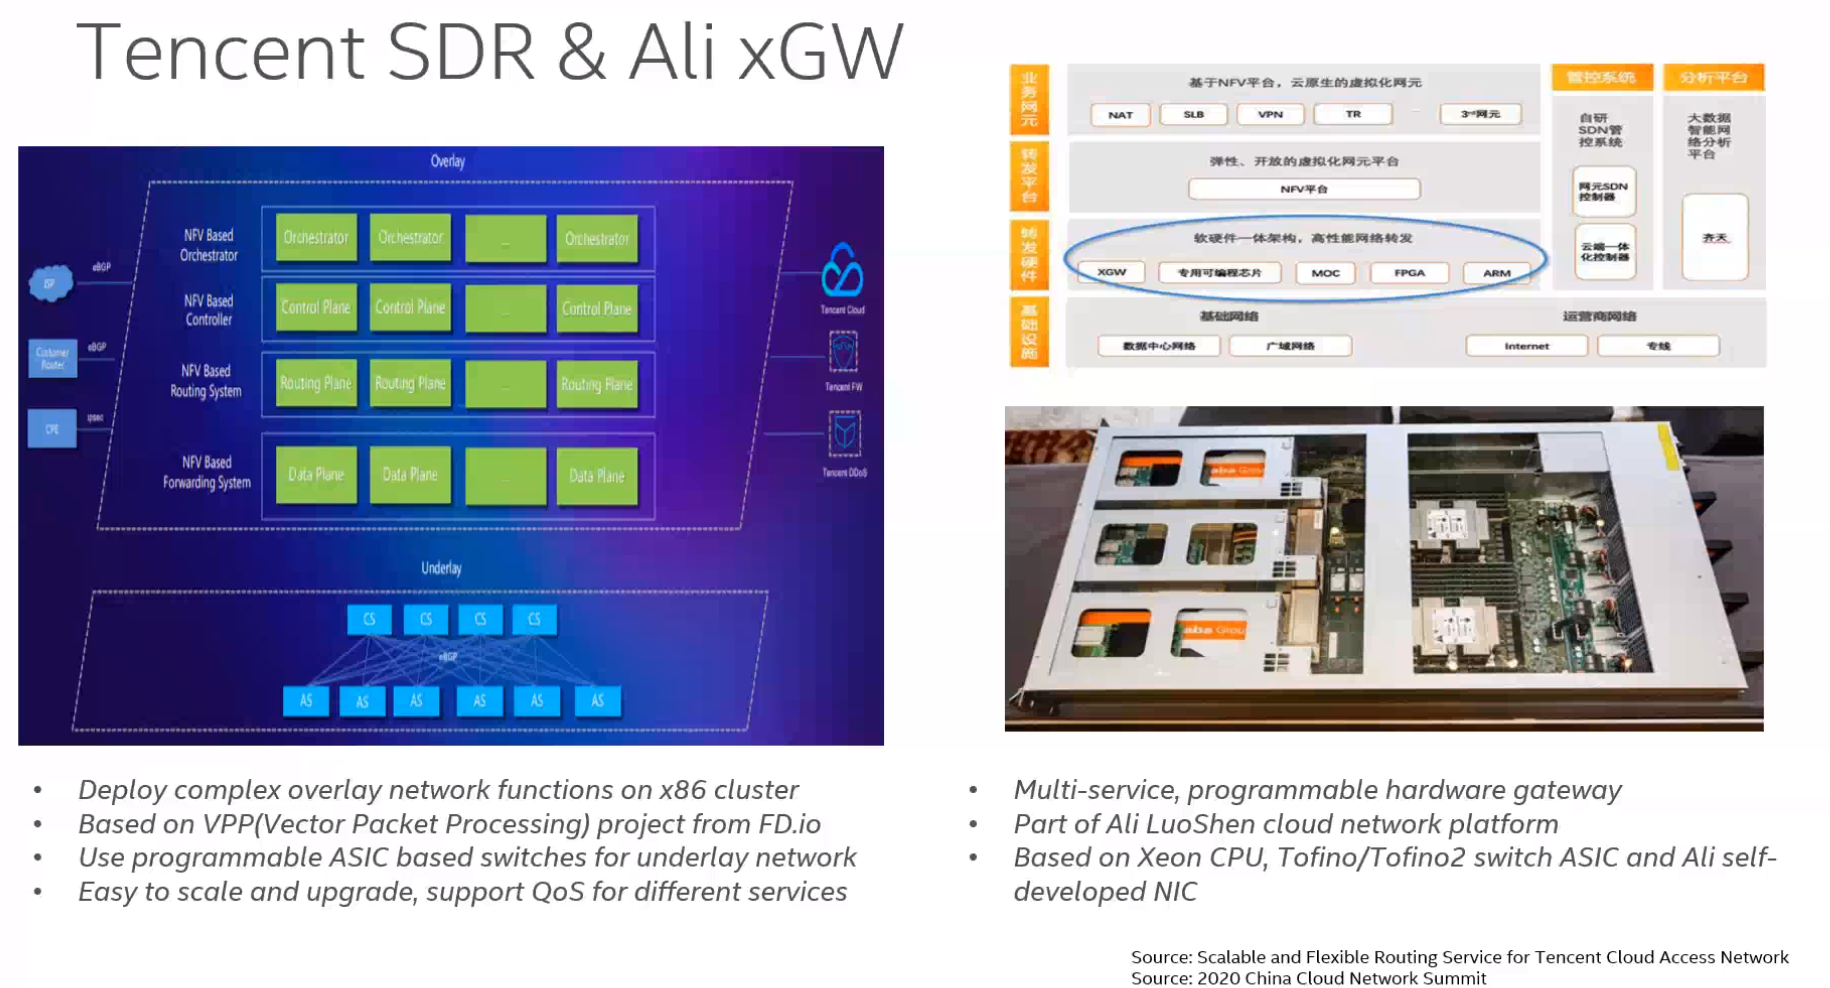 Tencent SDR & Ali xGW
Overlay
NFV Based
Orchestrator
Orchestrator
Orchestrator
...
Orchestrator
NFV Based
Controller
Control Plane
Control Plane
...
Control Plane
NFV Based
Routing System
Routing Plane
Routing Plane
...
Routing Plane
NFV Based
Forwarding System
Data Plane
Data Plane
...
Data Plane
ISP
eBGP
Customer
Router
eBGP
CPE
ipsec
Tencent Cloud
Tencent FW
Tencent DDoS
Underlay
CS CS CS CS
eBGP
AS AS AS AS AS AS
• Deploy complex overlay network functions on x86 cluster
• Based on VPP(Vector Packet Processing) project from FD.io
• Use programmable ASIC based switches for underlay network
• Easy to scale and upgrade, support QoS for different services
业务网元
基于NFV平台，云原生的虚拟化网元
NAT SLB VPN TR ... 3rd网元
转发平台
弹性、开放的虚拟化网元平台
NFV平台
转发硬件
软硬件一体架构，高性能网络转发
XGW 专用可编程芯片 MOC FPGA ARM
基础设施
基础网络
数据中心网络 广域网络
运营商网络
Internet 专线
管控系统
自研
SDN管
控系统
网元SDN
控制器
云端一体
化控制器
分析平台
大数据
智能网
络分析
平台
齐天
aba Grou
aba Grou
• Multi-service, programmable hardware gateway
• Part of Ali LuoShen cloud network platform
• Based on Xeon CPU, Tofino/Tofino2 switch ASIC and Ali self-
developed NIC
Source: Scalable and Flexible Routing Service for Tencent Cloud Access Network
Source: 2020 China Cloud Network Summit